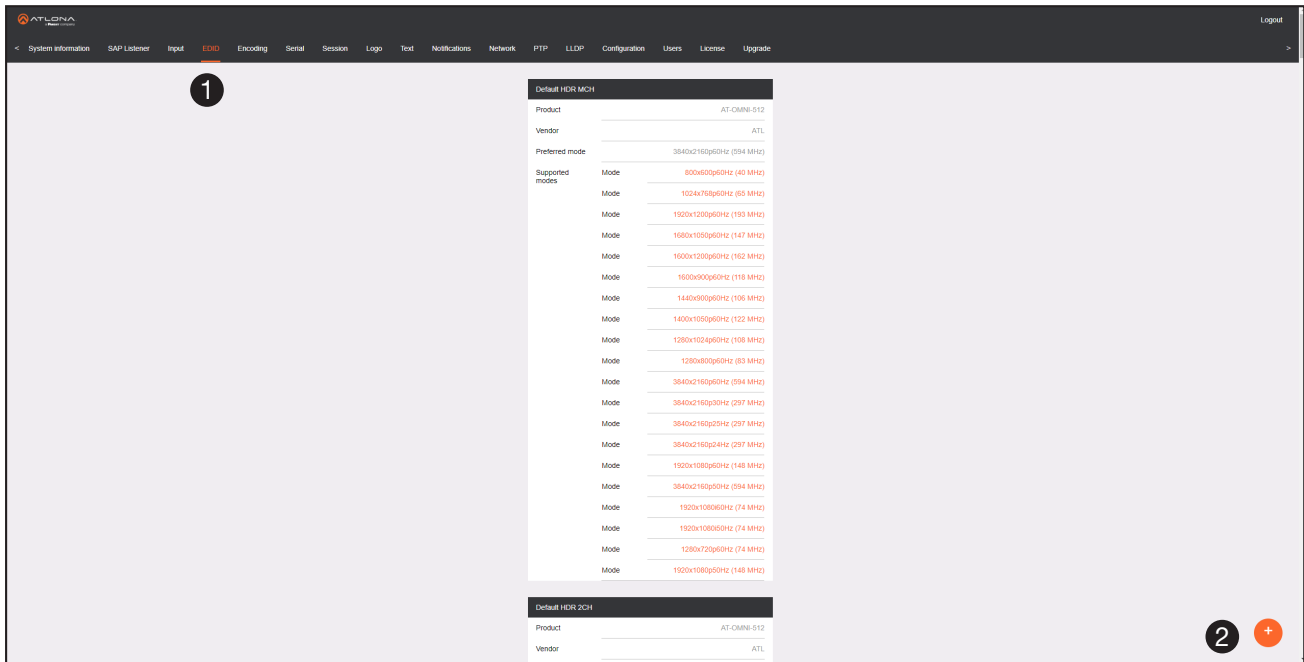 ATLONA
Logout
< System information SAP Listener Input EDID Encoding Serial Session Logo Text Notifications Network PTP LLDP Configuration Users License Upgrade >
1
Default HDR MCH
Product AT-OMNI-512
Vendor ATL
Preferred mode 3840x2160p60Hz (594 MHz)
Supported Mode 800x600p60Hz (40 MHz)
modes
Mode 1024x768p60Hz (65 MHz)
Mode 1920x1200p60Hz (193 MHz)
Mode 1680x1050p60Hz (147 MHz)
Mode 1600x1200p60Hz (162 MHz)
Mode 1600x900p60Hz (118 MHz)
Mode 1440x900p60Hz (106 MHz)
Mode 1400x1050p60Hz (122 MHz)
Mode 1280x1024p60Hz (108 MHz)
Mode 1280x800p60Hz (83 MHz)
Mode 3840x2160p60Hz (594 MHz)
Mode 3840x2160p30Hz (297 MHz)
Mode 3840x2160p25Hz (297 MHz)
Mode 3840x2160p24Hz (297 MHz)
Mode 1920x1080p60Hz (148 MHz)
Mode 3840x2160p50Hz (594 MHz)
Mode 1920x1080i60Hz (74 MHz)
Mode 1920x1080i50Hz (74 MHz)
Mode 1280x720p60Hz (74 MHz)
Mode 1920x1080p50Hz (148 MHz)
Default HDR 2CH
Product AT-OMNI-512
Vendor ATL
2 +